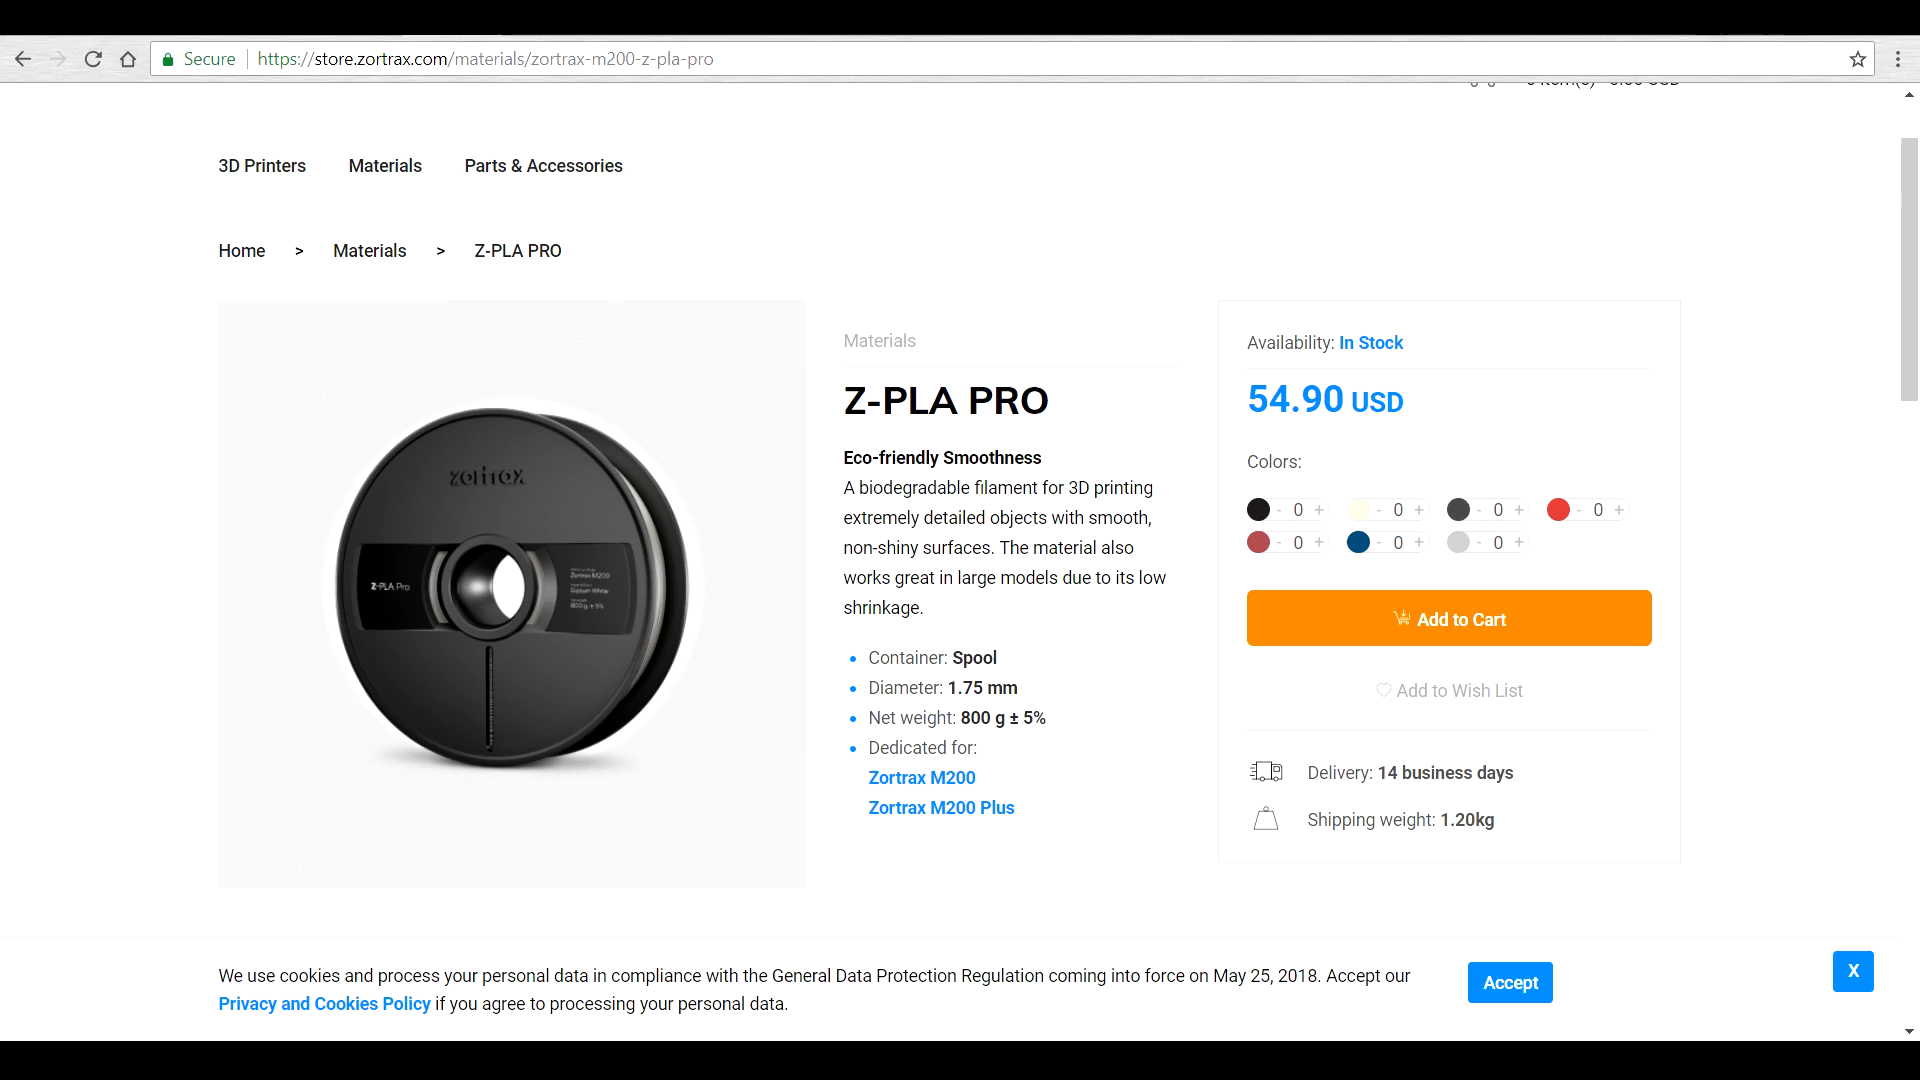 Secure https://store.zortrax.com/materials/zortrax-m200-z-pla-pro
3D Printers Materials Parts & Accessories
Home > Materials > Z-PLA PRO
zortrax
Z-PLA Pro
Zortrax M200
Gipsum White
800 g ± 5%
Materials
Z-PLA PRO
Eco-friendly Smoothness
A biodegradable filament for 3D printing
extremely detailed objects with smooth,
non-shiny surfaces. The material also
works great in large models due to its low
shrinkage.
Container: Spool
Diameter: 1.75 mm
Net weight: 800 g ± 5%
Dedicated for:
Zortrax M200
Zortrax M200 Plus
Availability: In Stock
54.90 USD
Colors:
- 0 + - 0 + - 0 + - 0 +
- 0 + - 0 + - 0 +
Add to Cart
Add to Wish List
Delivery: 14 business days
Shipping weight: 1.20kg
We use cookies and process your personal data in compliance with the General Data Protection Regulation coming into force on May 25, 2018. Accept our
Privacy and Cookies Policy if you agree to processing your personal data.
Accept
X